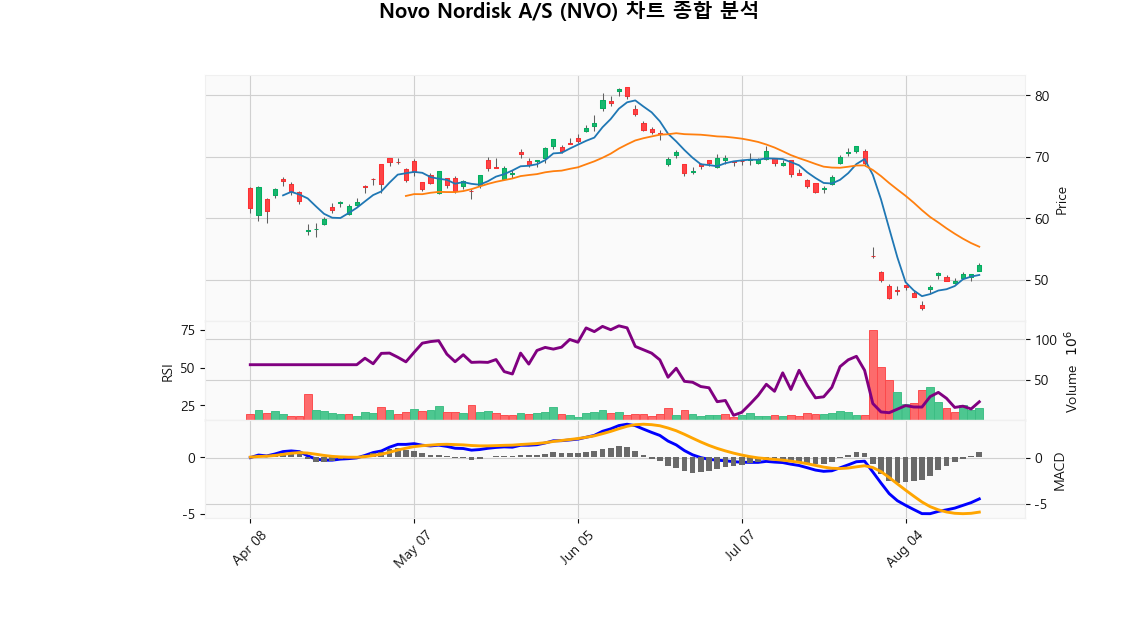 Novo Nordisk A/S (NVO) 차트 종합 분석
80
70
60
50
Price
75
50
25
RSI
100
50
Volume 10^6
0
-5
0
-5
MACD
Apr 08
May 07
Jun 05
Jul 07
Aug 04